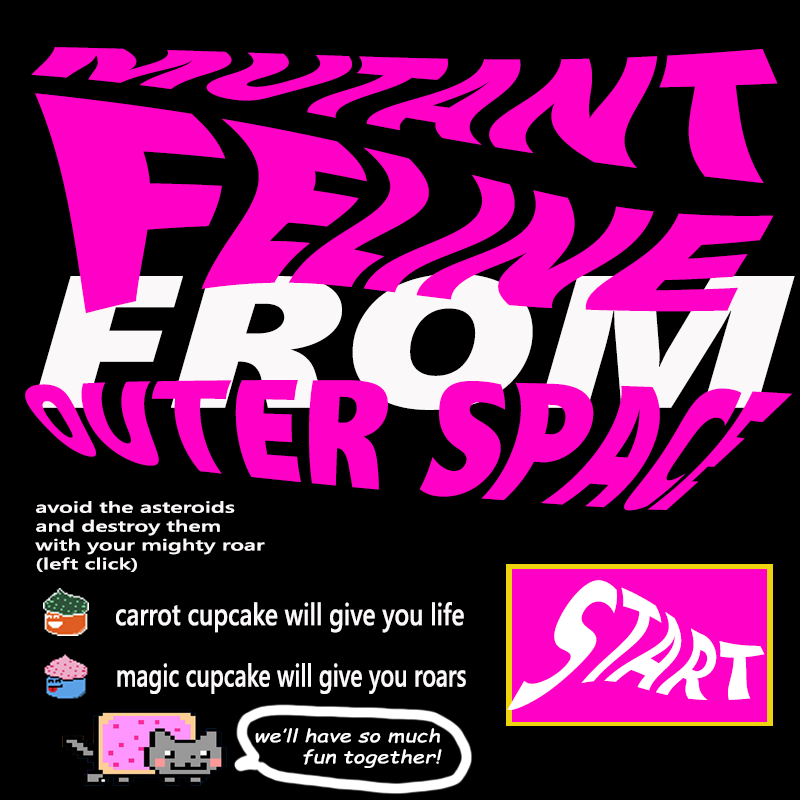 MUTANT
FELINE
FROM
OUTER SPACE
avoid the asteroids
and destroy them
with your mighty roar
(left click)
carrot cupcake will give you life
magic cupcake will give you roars
START
we'll have so much
fun together!